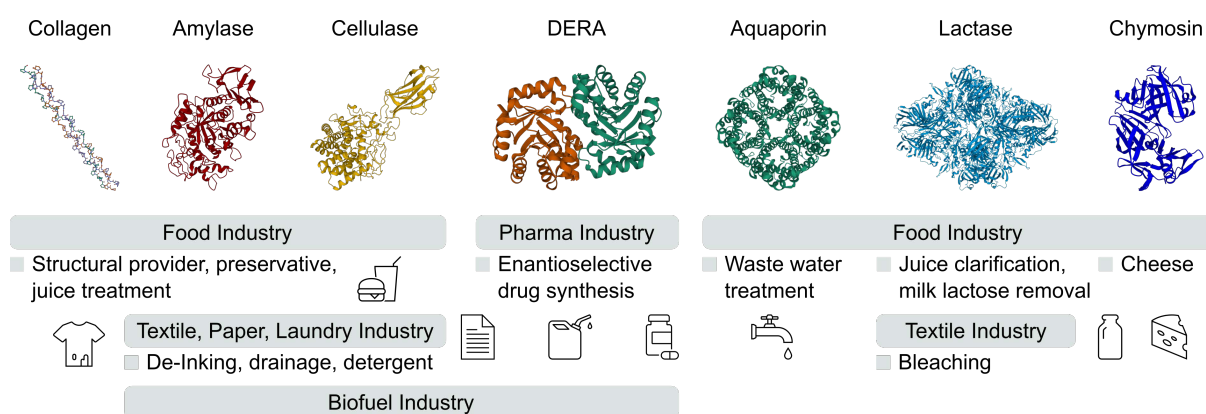 Collagen
Amylase
Cellulase
DERA
Aquaporin
Lactase
Chymosin
Food Industry
Structural provider, preservative,
juice treatment
Pharma Industry
Enantioselective
drug synthesis
Food Industry
Waste water
treatment
Juice clarification,
milk lactose removal
Cheese
Textile, Paper, Laundry Industry
De-Inking, drainage, detergent
Textile Industry
Bleaching
Biofuel Industry